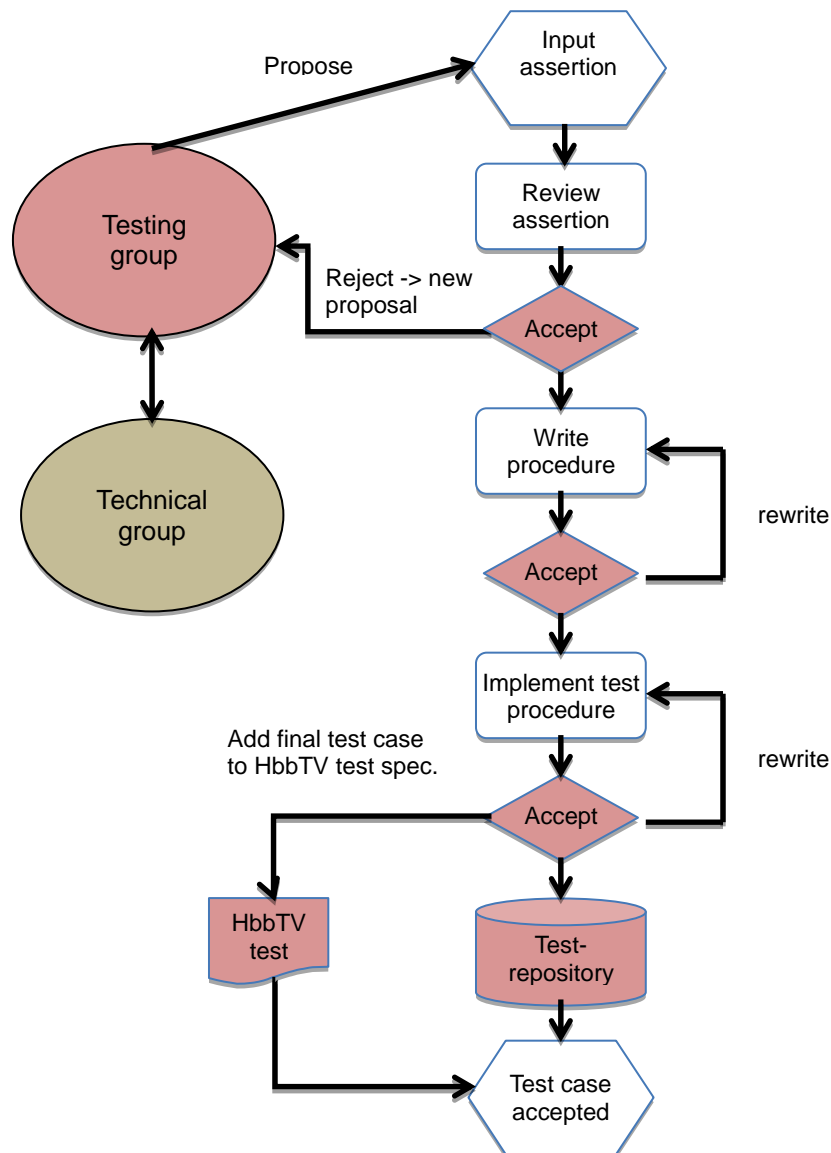 Input
assertion
Propose
Review
assertion
Testing
group
Reject -> new
proposal
Accept
Write
procedure
Technical
group
rewrite
Accept
Implement test
procedure
Add final test case
to HbbTV test spec.
rewrite
Accept
HbbTV
test
Test-
repository
Test case
accepted